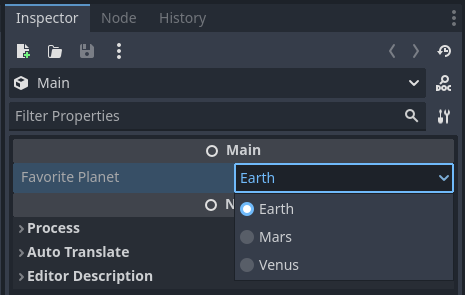 Inspector Node History
Main
DOC
Filter Properties
Main
Favorite Planet Earth
N
Earth
Process
Mars
Auto Translate
Venus
Editor Description